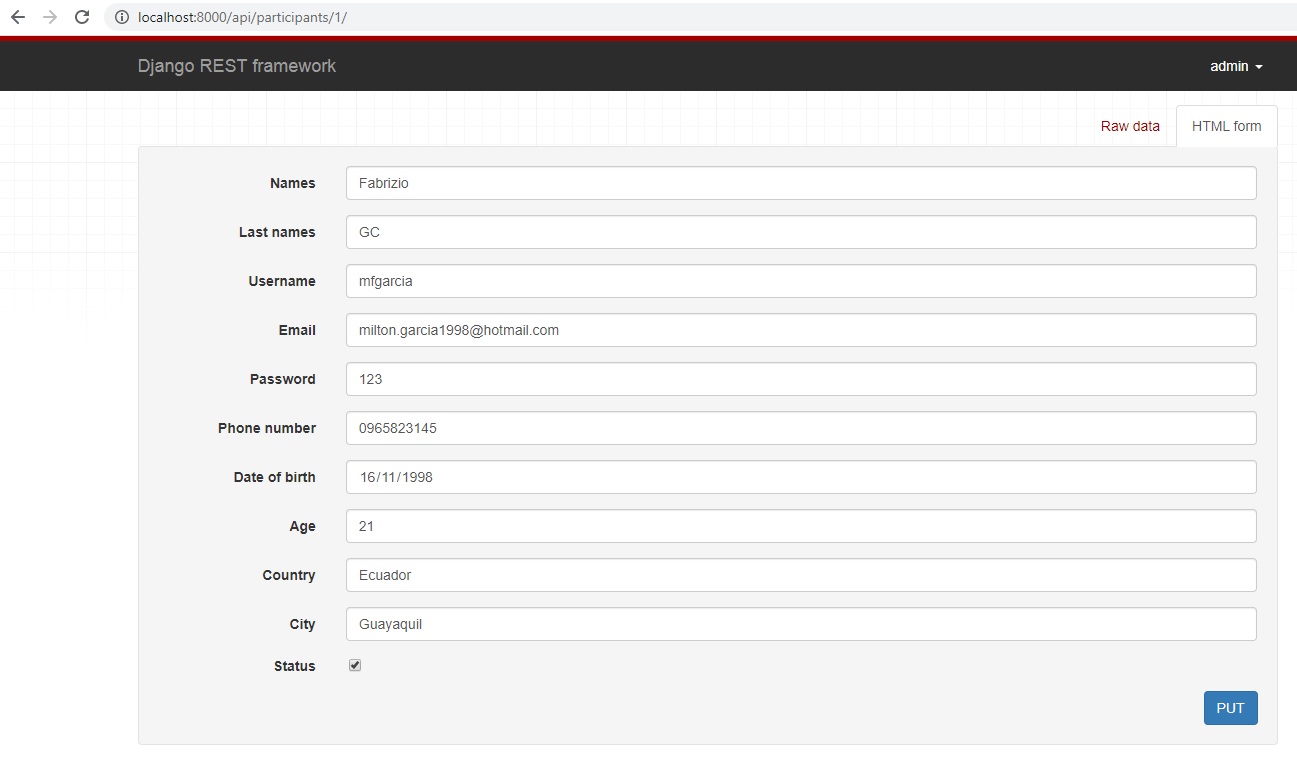 localhost:8000/api/participants/1/
Django REST framework admin
Raw data HTML form
Names Fabrizio
Last names GC
Username mfgarcia
Email milton.garcia1998@hotmail.com
Password 123
Phone number 0965823145
Date of birth 16/11/1998
Age 21
Country Ecuador
City Guayaquil
Status
PUT